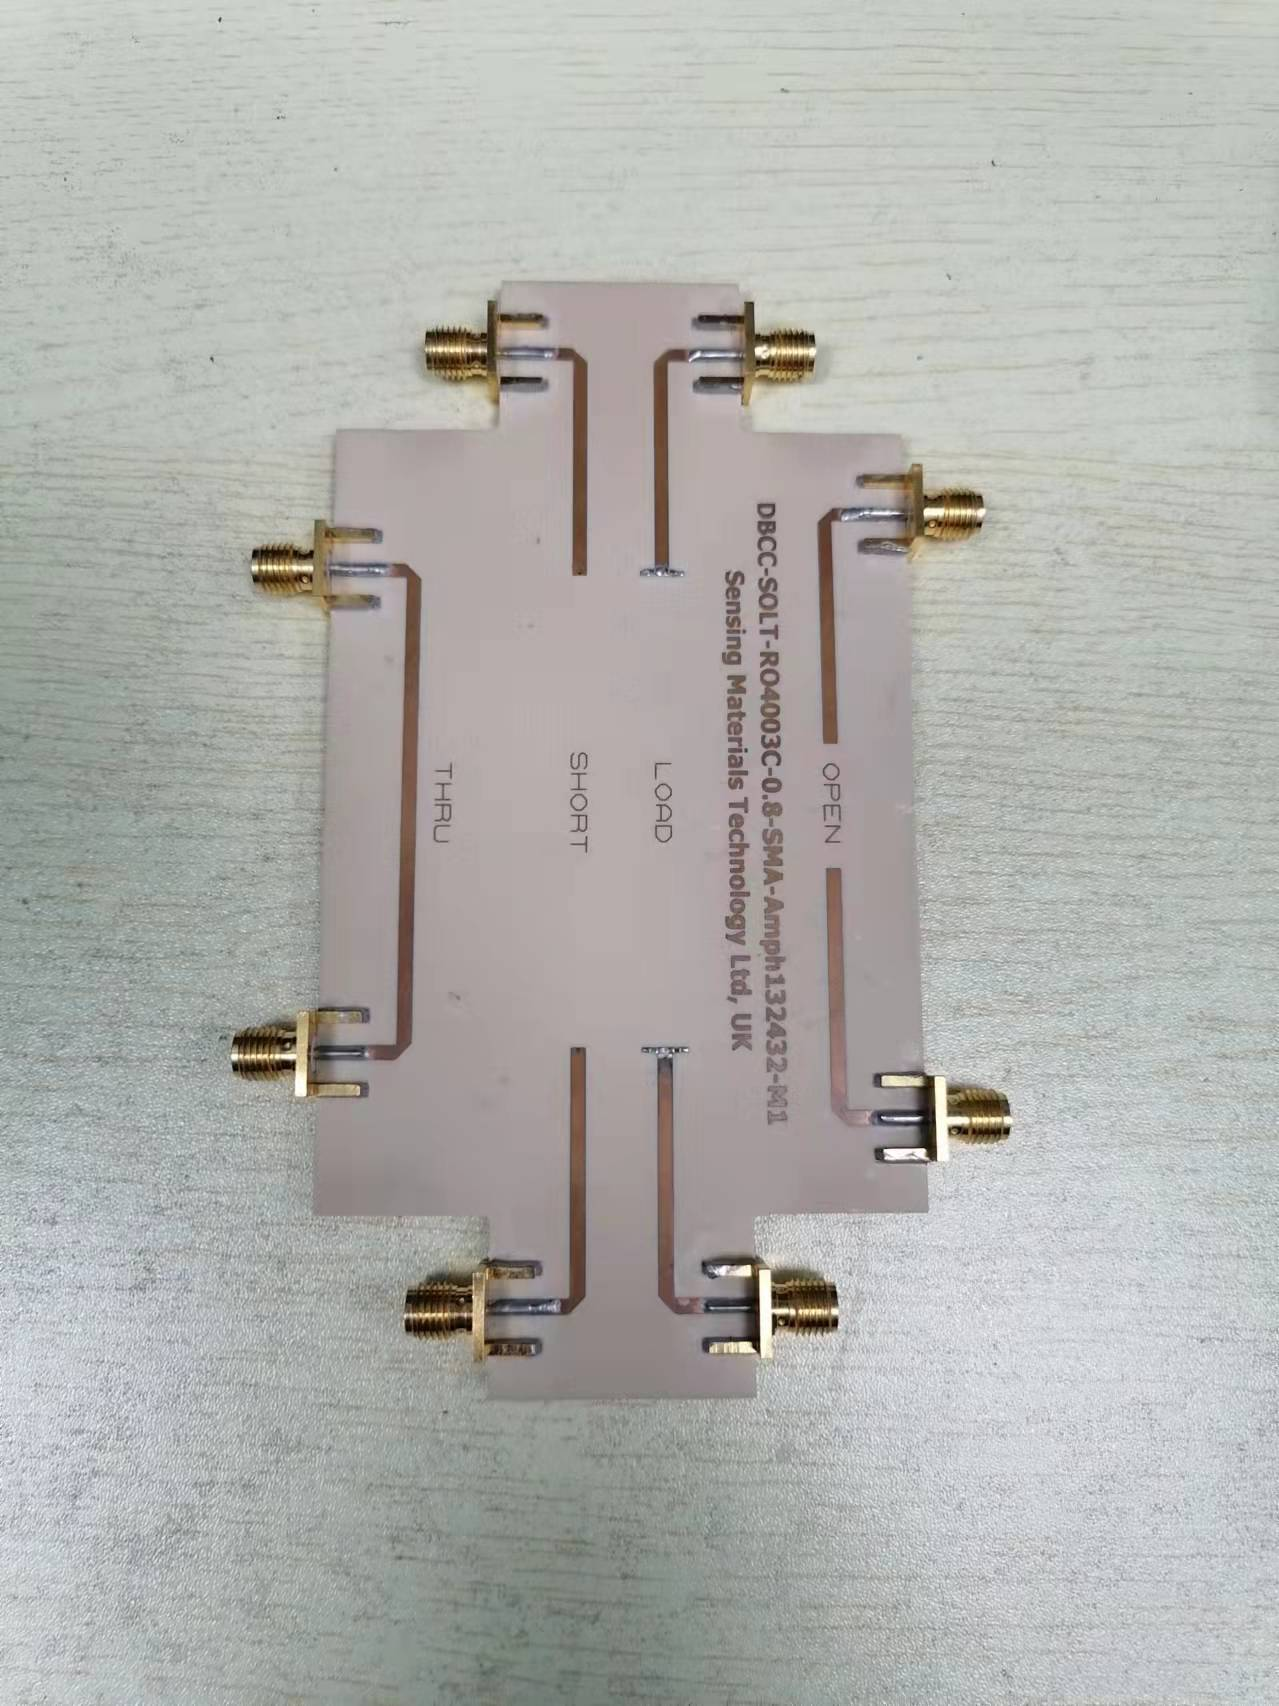 DBCC-SOLT-RO4003C-0.8-SMA-Amph132432-M1
Sensing Materials Technology Ltd, UK
OPEN
LOAD
SHORT
THRU